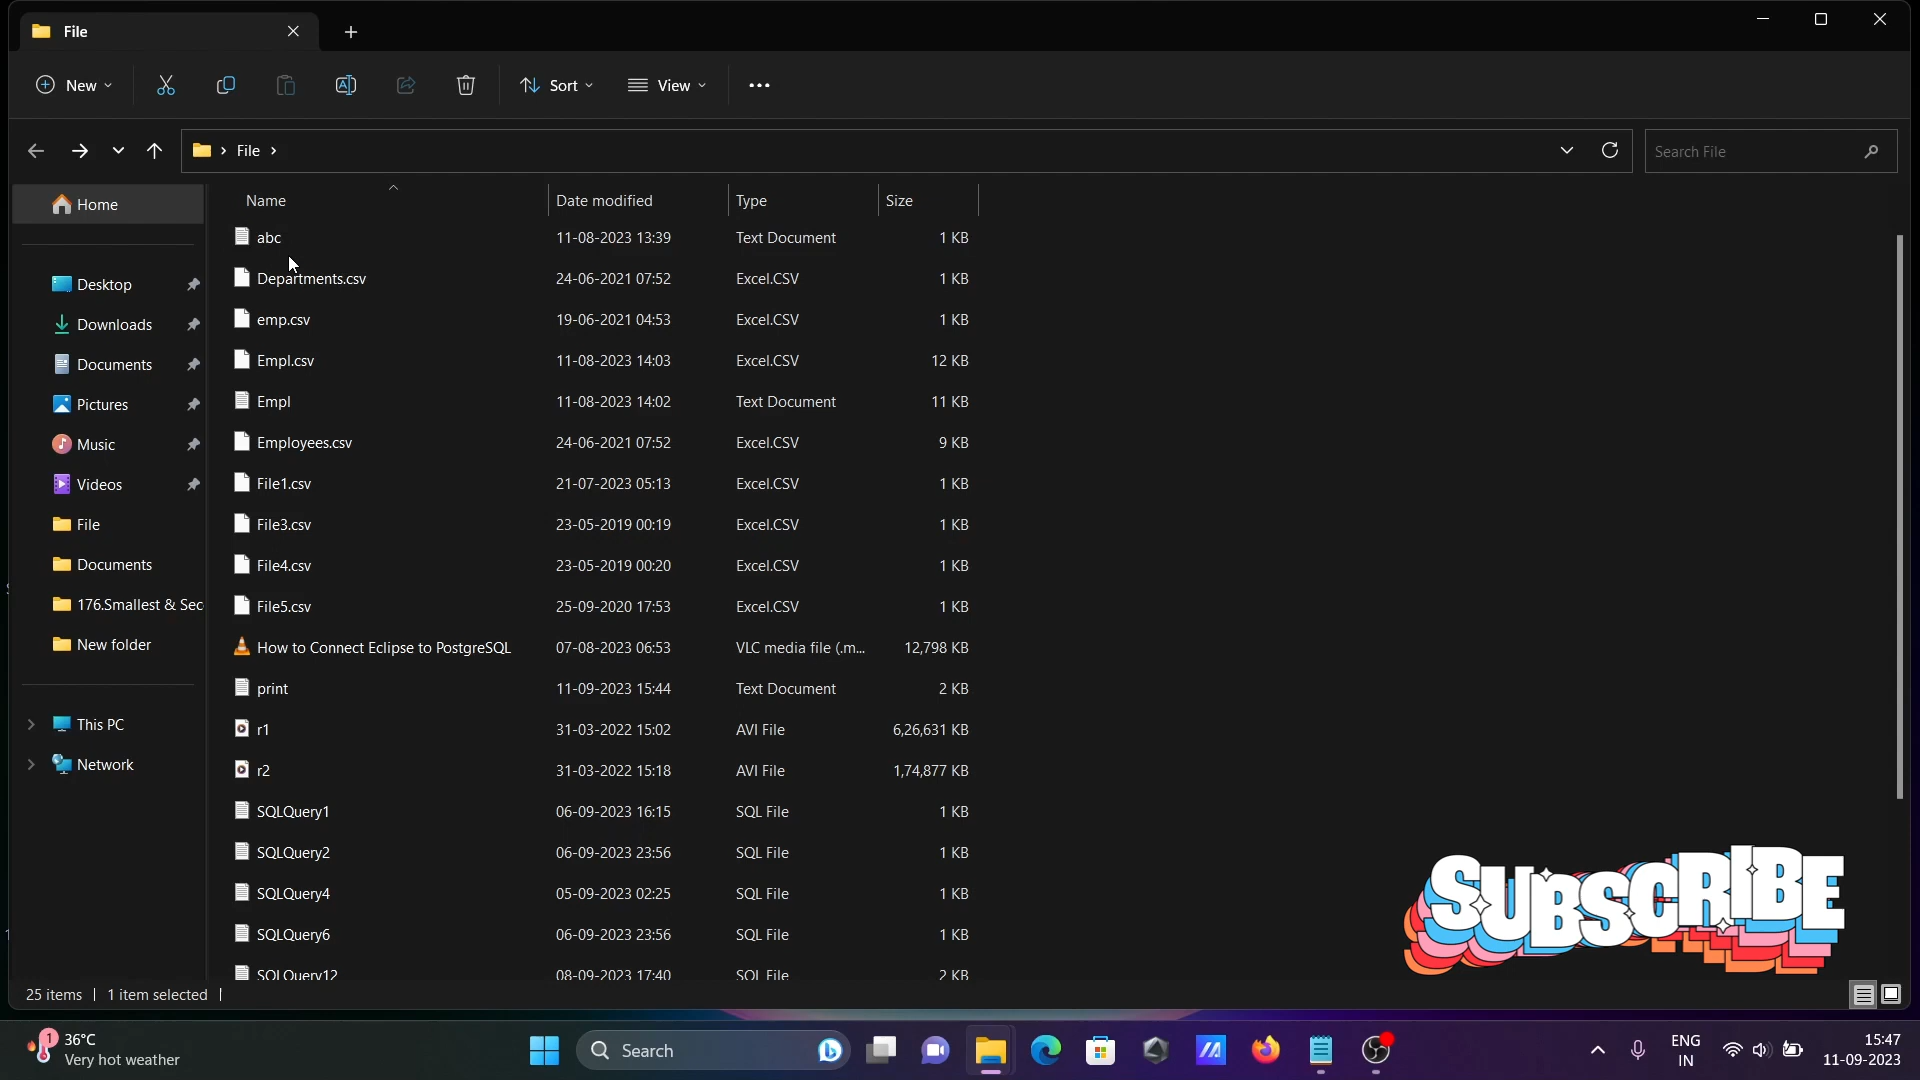 File
New
Sort
View
File
Search File
Home
Desktop
Downloads
Documents
Pictures
Music
Videos
File
Documents
176.Smallest & Sec
New folder
This PC
Network
Name Date modified Type Size
abc 11-08-2023 13:39 Text Document 1 KB
Departments.csv 24-06-2021 07:52 Excel.CSV 1 KB
emp.csv 19-06-2021 04:53 Excel.CSV 1 KB
Empl.csv 11-08-2023 14:03 Excel.CSV 12 KB
Empl 11-08-2023 14:02 Text Document 11 KB
Employees.csv 24-06-2021 07:52 Excel.CSV 9 KB
File1.csv 21-07-2023 05:13 Excel.CSV 1 KB
File3.csv 23-05-2019 00:19 Excel.CSV 1 KB
File4.csv 23-05-2019 00:20 Excel.CSV 1 KB
File5.csv 25-09-2020 17:53 Excel.CSV 1 KB
How to Connect Eclipse to PostgreSQL 07-08-2023 06:53 VLC media file (.m... 12,798 KB
print 11-09-2023 15:44 Text Document 2 KB
r1 31-03-2022 15:02 AVI File 6,26,631 KB
r2 31-03-2022 15:18 AVI File 1,74,877 KB
SQLQuery1 06-09-2023 16:15 SQL File 1 KB
SQLQuery2 06-09-2023 23:56 SQL File 1 KB
SQLQuery4 05-09-2023 02:25 SQL File 1 KB
SQLQuery6 06-09-2023 23:56 SQL File 1 KB
SQLQuery12 08-09-2023 17:40 SQL File 2 KB
SUBSCRIBE
25 items 1 item selected
1
36°C
Very hot weather
Search
ENG
IN
15:47
11-09-2023